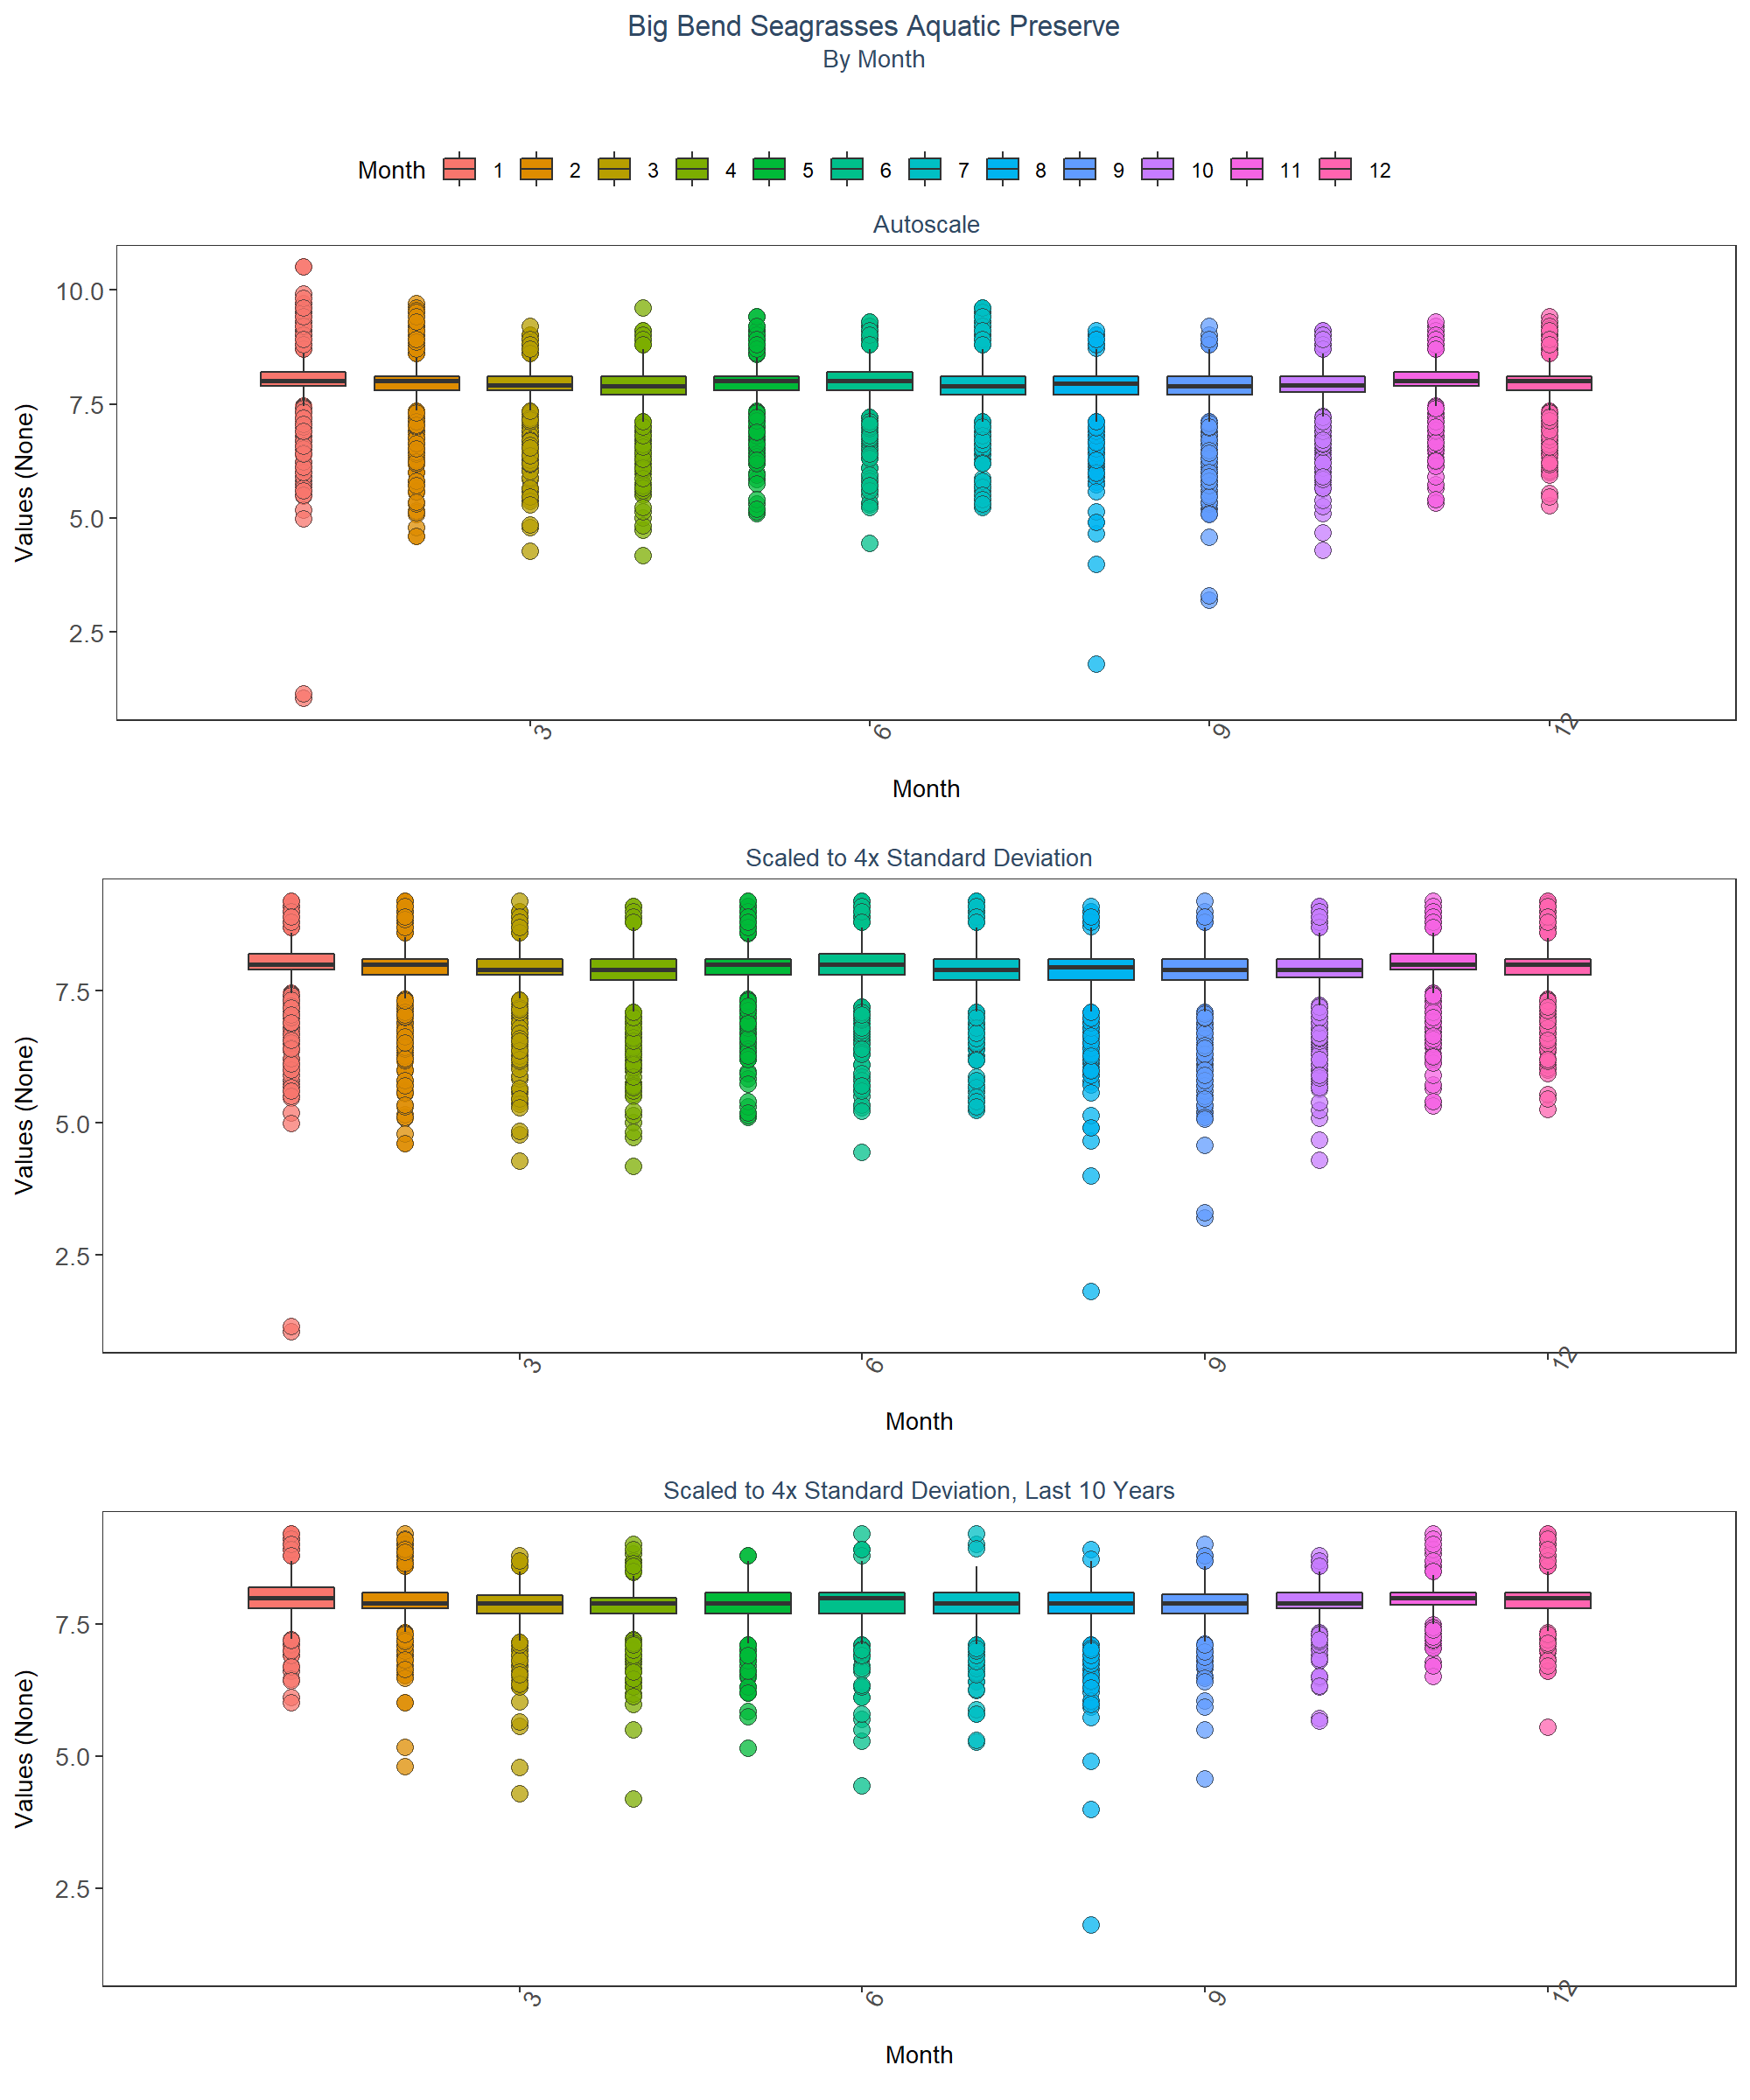 Big Bend Seagrasses Aquatic Preserve
By Month
Month 1 2 3 4 5 6 7 8 9 10 11 12
Autoscale
Values (None)
10.0
7.5
5.0
2.5
3 6 9 12
Month
Scaled to 4x Standard Deviation
Values (None)
7.5
5.0
2.5
3 6 9 12
Month
Scaled to 4x Standard Deviation, Last 10 Years
Values (None)
7.5
5.0
2.5
3 6 9 12
Month